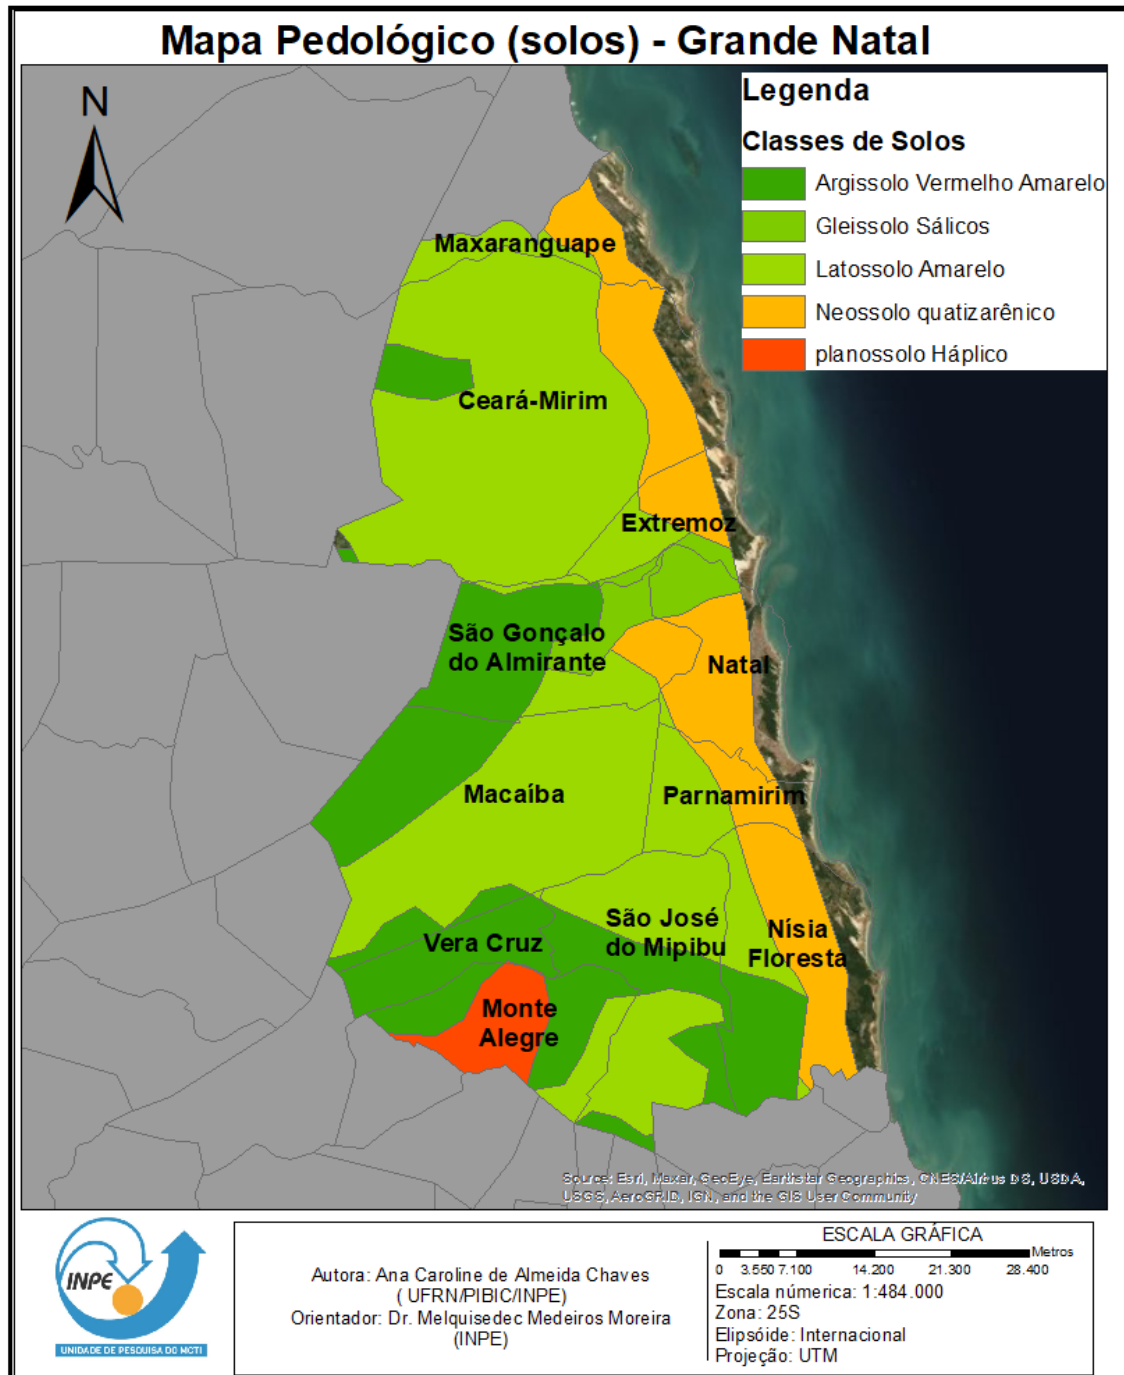 Mapa Pedológico (solos) - Grande Natal
N
Legenda
Classes de Solos
Argissolo Vermelho Amarelo
Gleissolo Sálicos
Latossolo Amarelo
Neossolo quatizarênico
planossolo Háplico
Maxaranguape
Ceará-Mirim
Extremoz
São Gonçalo
do Almirante
Natal
Macaíba
Parnamirim
São José
do Mipibu
Nísia
Floresta
Vera Cruz
Monte
Alegre
Source: Esri, Maxar, GeoEye, Earthstar Geographics, CNES/Airbus DS, USDA,
USGS, AeroGRID, IGN, and the GIS User Community
INPE
UNIDADE DE PESQUISA DO MCTI
Autora: Ana Caroline de Almeida Chaves
( UFRN/PIBIC/INPE)
Orientador: Dr. Melquisedec Medeiros Moreira
(INPE)
ESCALA GRÁFICA
Metros
0 3.550 7.100 14.200 21.300 28.400
Escala númerica: 1:484.000
Zona: 25S
Elipsóide: Internacional
Projeção: UTM